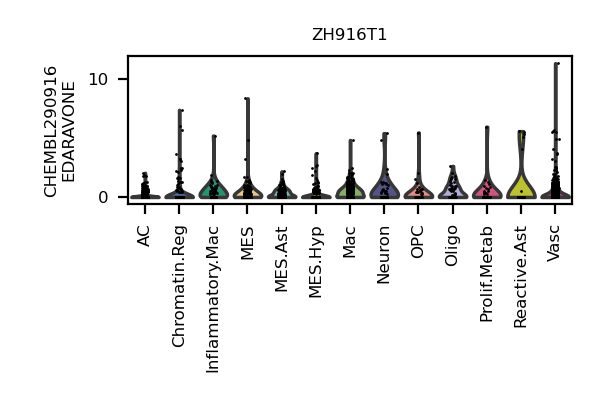 ZH916T1
CHEMBL290916
EDARAVONE
10
0
AC
Chromatin.Reg
Inflammatory.Mac
MES
MES.Ast
MES.Hyp
Mac
Neuron
OPC
Oligo
Prolif.Metab
Reactive.Ast
Vasc